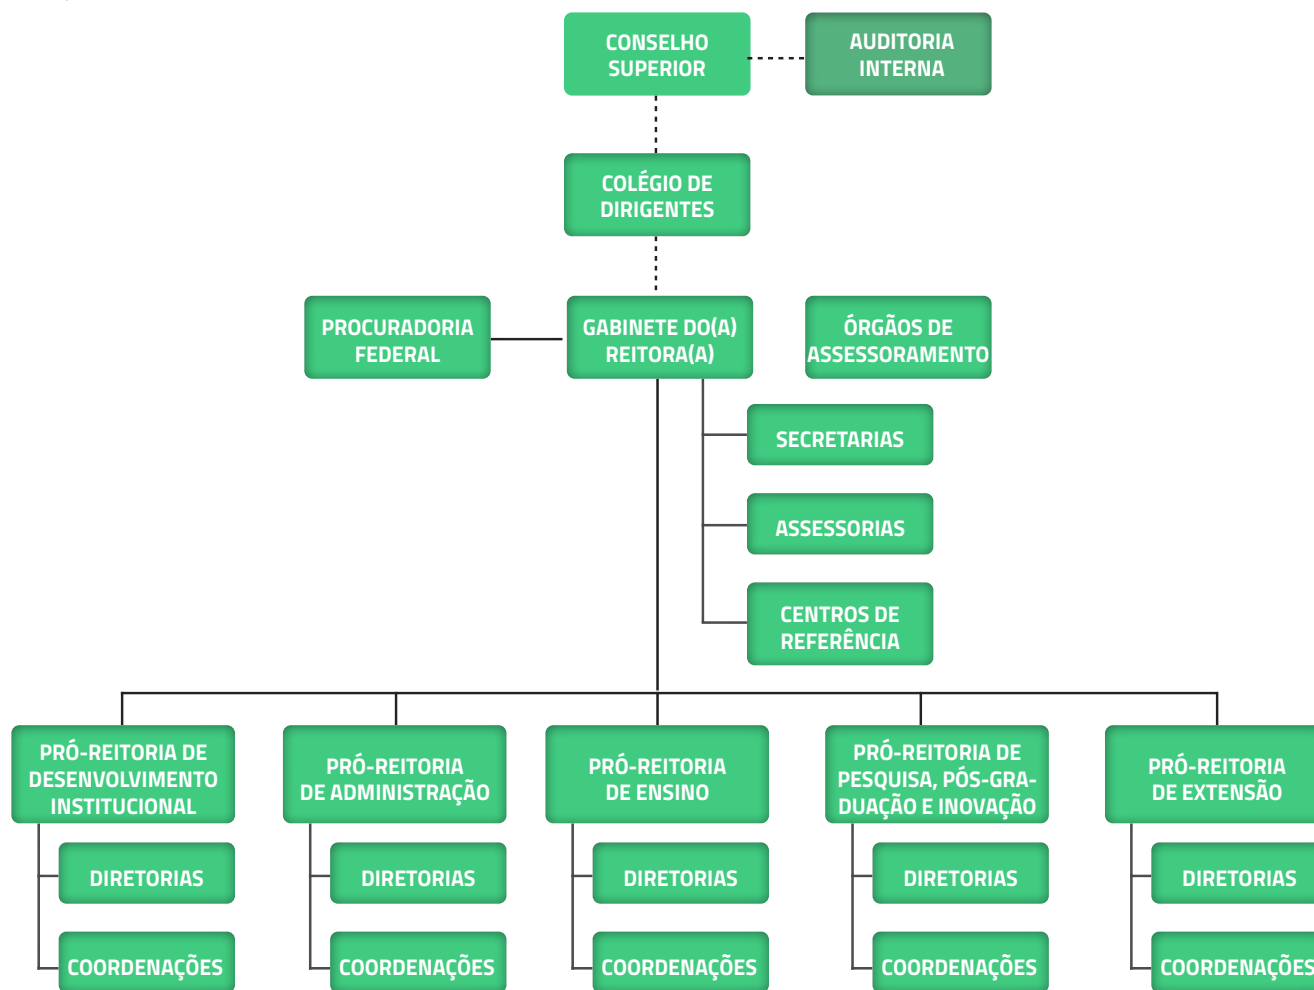 CONSELHO
SUPERIOR
AUDITORIA
INTERNA
COLÉGIO DE
DIRIGENTES
PROCURADORIA
FEDERAL
GABINETE DO(A)
REITORA(A)
ÓRGÃOS DE
ASSESSORAMENTO
SECRETARIAS
ASSESSORIAS
CENTROS DE
REFERÊNCIA
PRÓ-REITORIA DE
DESENVOLVIMENTO
INSTITUCIONAL
PRÓ-REITORIA
DE ADMINISTRAÇÃO
PRÓ-REITORIA
DE ENSINO
PRÓ-REITORIA DE
PESQUISA, PÓS-GRA-
DUAÇÃO E INOVAÇÃO
PRÓ-REITORIA
DE EXTENSÃO
DIRETORIAS
DIRETORIAS
DIRETORIAS
DIRETORIAS
DIRETORIAS
COORDENAÇÕES
COORDENAÇÕES
COORDENAÇÕES
COORDENAÇÕES
COORDENAÇÕES